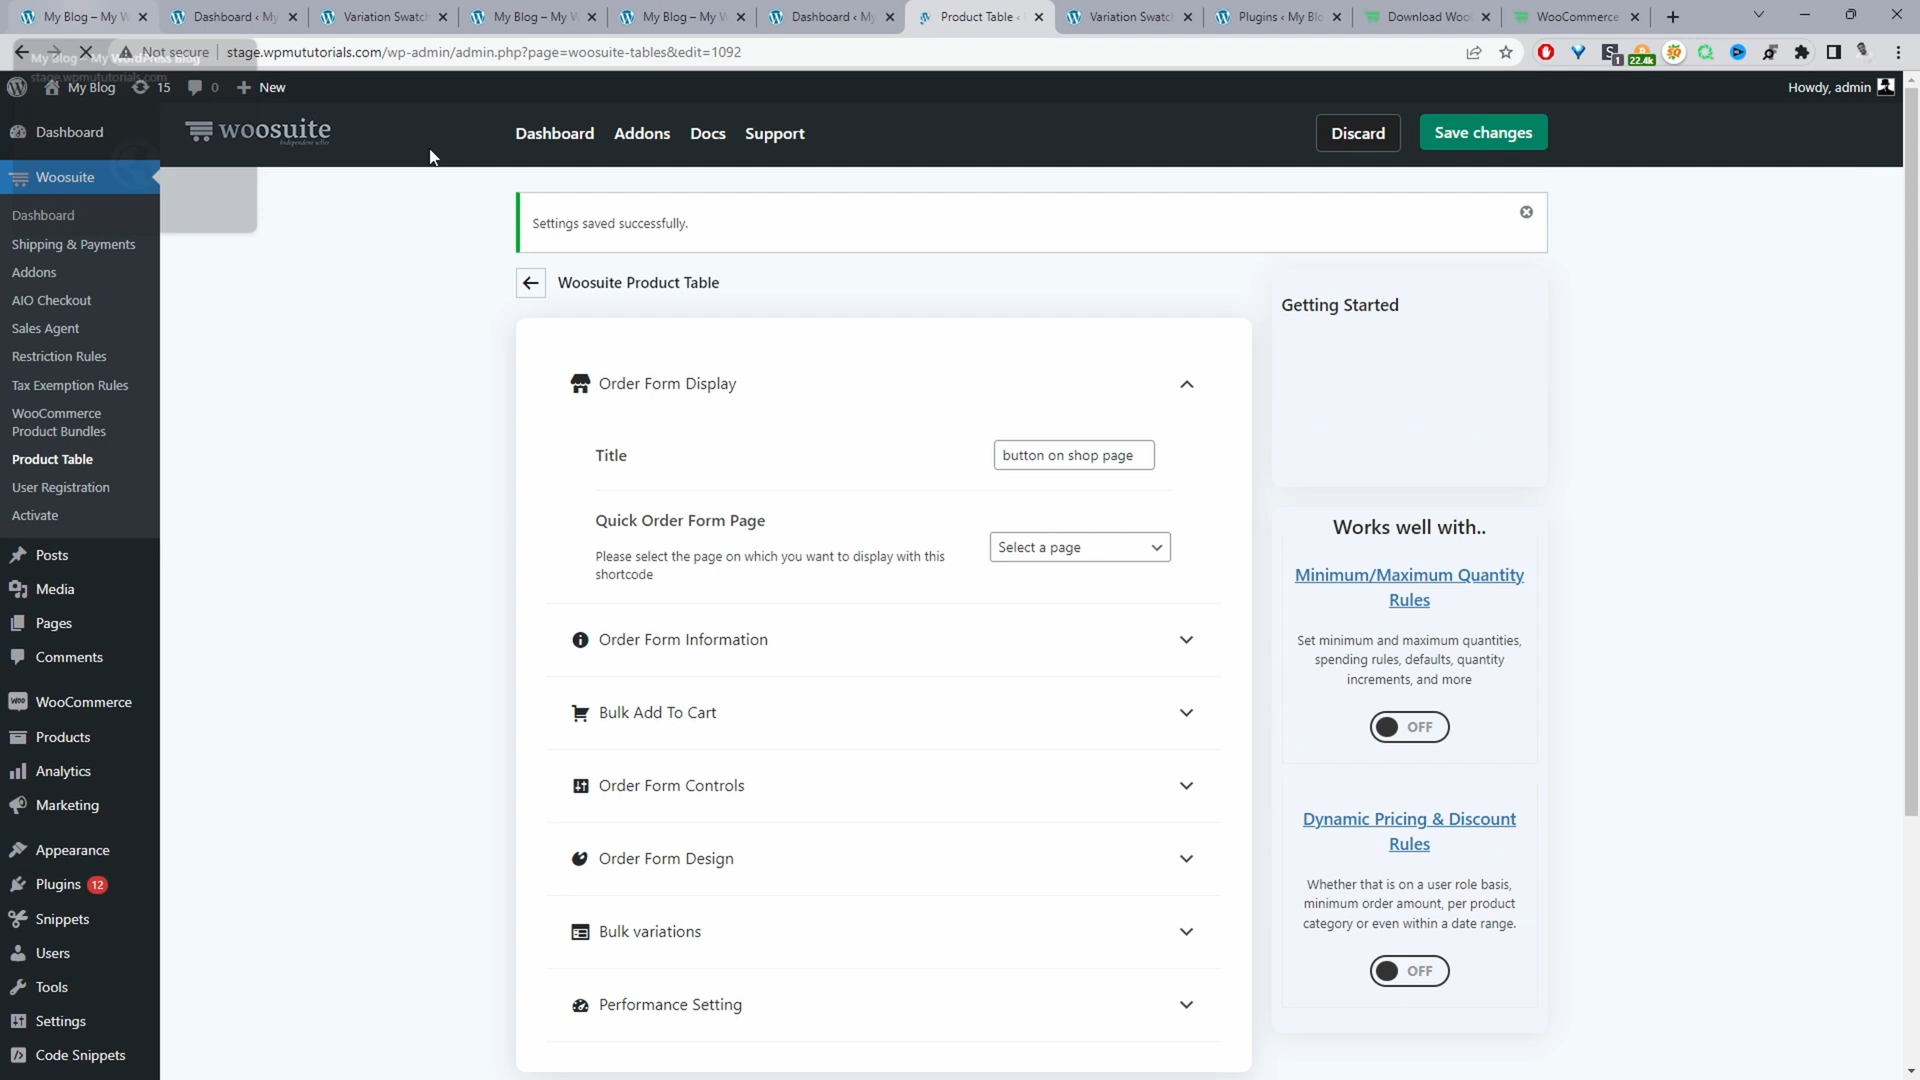 My Blog – My W
Dashboard ‹ My
Variation Swatch
My Blog – My W
My Blog – My W
Dashboard ‹ My
Product Table ‹
Variation Swatch
Plugins ‹ My Blo
Download Woo
WooCommerce
Not secure
stage.wpmututorials.com/wp-admin/admin.php?page=woosuite-tables&edit=1092
22.4k
1
My Blog – My WordPress Blog
stage.wpmututorials.com
My Blog
15
0
New
Howdy, admin
woosuite
Independent seller
Dashboard
Addons
Docs
Support
Discard
Save changes
Dashboard
Woosuite
Dashboard
Shipping & Payments
Addons
AIO Checkout
Sales Agent
Restriction Rules
Tax Exemption Rules
WooCommerce
Product Bundles
Product Table
User Registration
Activate
Posts
Media
Pages
Comments
WooCommerce
Products
Analytics
Marketing
Appearance
Plugins 12
Snippets
Users
Tools
Settings
Code Snippets
Settings saved successfully.
Woosuite Product Table
Order Form Display
Title
button on shop page
Quick Order Form Page
Please select the page on which you want to display with this
shortcode
Select a page
Order Form Information
Bulk Add To Cart
Order Form Controls
Order Form Design
Bulk variations
Performance Setting
Getting Started
Works well with..
Minimum/Maximum Quantity
Rules
Set minimum and maximum quantities,
spending rules, defaults, quantity
increments, and more
OFF
Dynamic Pricing & Discount
Rules
Whether that is on a user role basis,
minimum order amount, per product
category or even within a date range.
OFF